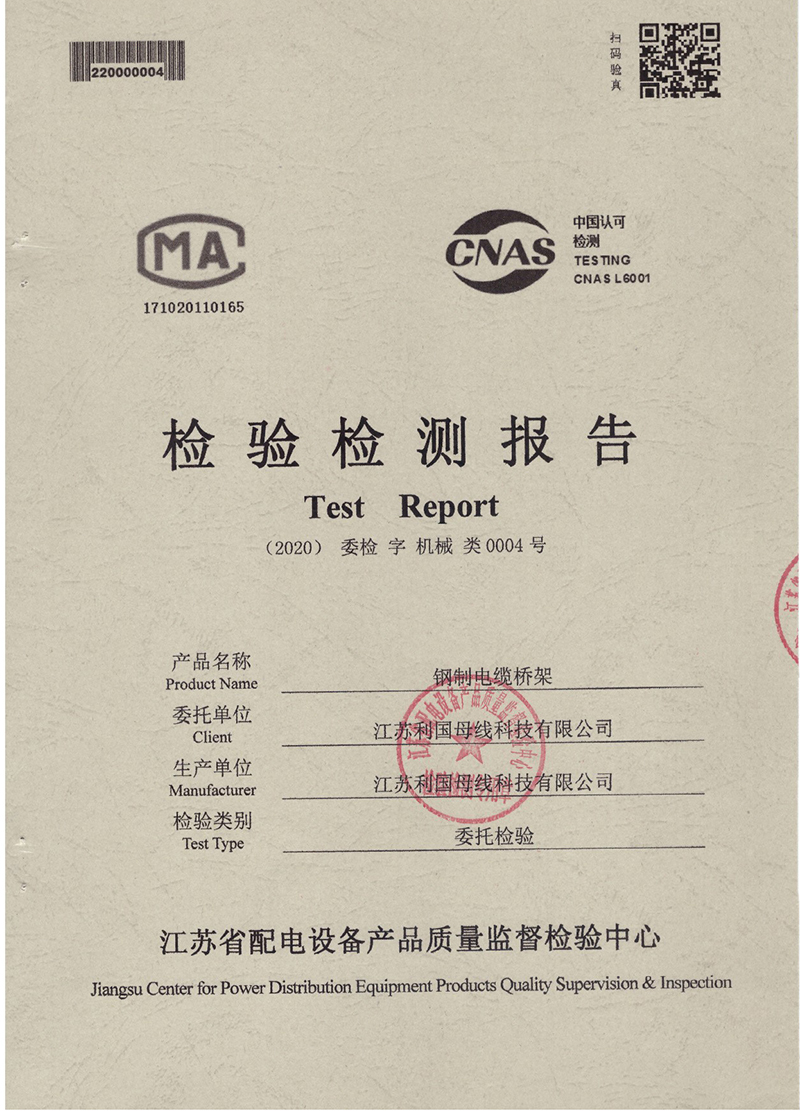 220000004
扫码验真
MA
171020110165
CNAS
中国认可
检测
TESTING
CNAS L6001
检验检测报告
Test Report
（2020） 委检 字 机械 类0004 号
产品名称
Product Name
钢制电缆桥架
委托单位
Client
江苏利国母线科技有限公司
生产单位
Manufacturer
江苏利国母线科技有限公司
检验类别
Test Type
委托检验
江苏省配电设备产品质量监督检验中心
Jiangsu Center for Power Distribution Equipment Products Quality Supervision & Inspection